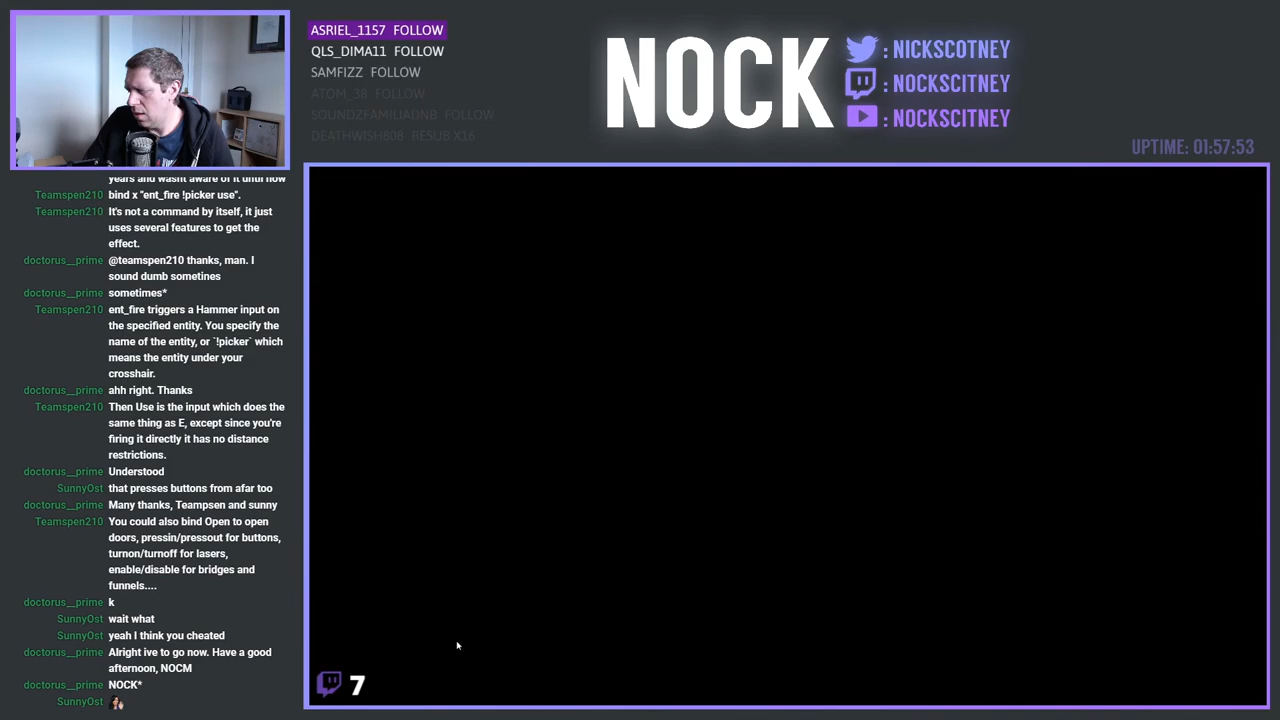 ASRIEL_1157 FOLLOW
QLS_DIMA11 FOLLOW
SAMFIZZ FOLLOW
ATOM_38 FOLLOW
SOUNDZFAMILIADNB FOLLOW
DEATHWISH808 RESUB X16
NOCK
: NICKSCOTNEY
: NOCKSCITNEY
: NOCKSCITNEY
UPTIME: 01:57:53
years and wasnt aware of it until now
Teamspen210 bind x "ent_fire !picker use".
Teamspen210 It's not a command by itself, it just
uses several features to get the
effect.
doctorus__prime @teamspen210 thanks, man. I
sound dumb sometines
doctorus__prime sometimes*
Teamspen210 ent_fire triggers a Hammer input on
the specified entity. You specify the
name of the entity, or `!picker` which
means the entity under your
crosshair.
doctorus__prime ahh right. Thanks
Teamspen210 Then Use is the input which does the
same thing as E, except since you're
firing it directly it has no distance
restrictions.
doctorus__prime Understood
SunnyOst that presses buttons from afar too
doctorus__prime Many thanks, Teampsen and sunny
Teamspen210 You could also bind Open to open
doors, pressin/pressout for buttons,
turnon/turnoff for lasers,
enable/disable for bridges and
funnels....
doctorus__prime k
SunnyOst wait what
SunnyOst yeah I think you cheated
doctorus__prime Alright ive to go now. Have a good
afternoon, NOCM
doctorus__prime NOCK*
SunnyOst
7